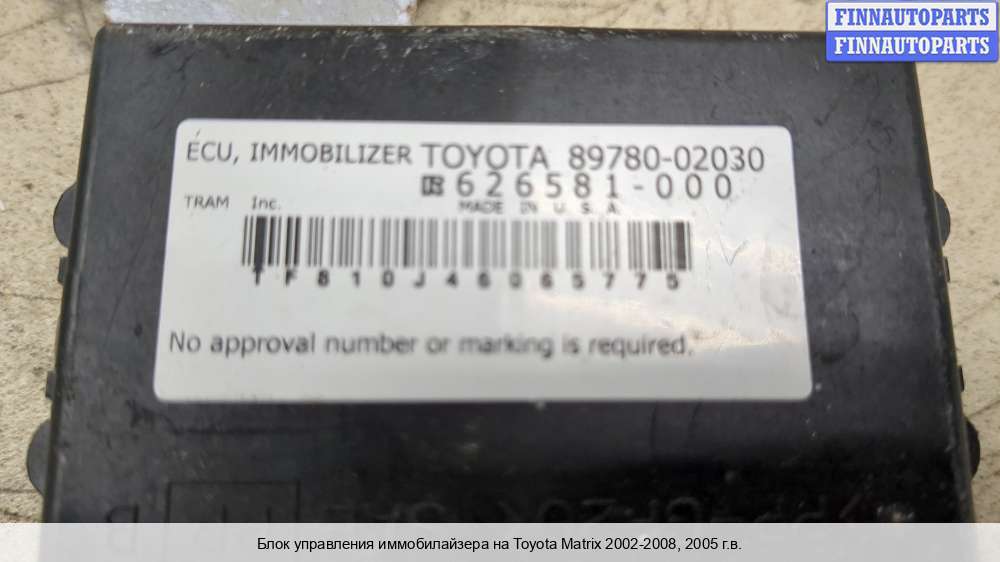 FINNAUTOPARTS
FINNAUTOPARTS
ECU, IMMOBILIZER TOYOTA 89780-02030
626581-000
TRAM Inc. MADE IN U.S.A.
TF810J46065775
No approval number or marking is required.
Блок управления иммобилайзера на Toyota Matrix 2002-2008, 2005 г.в.